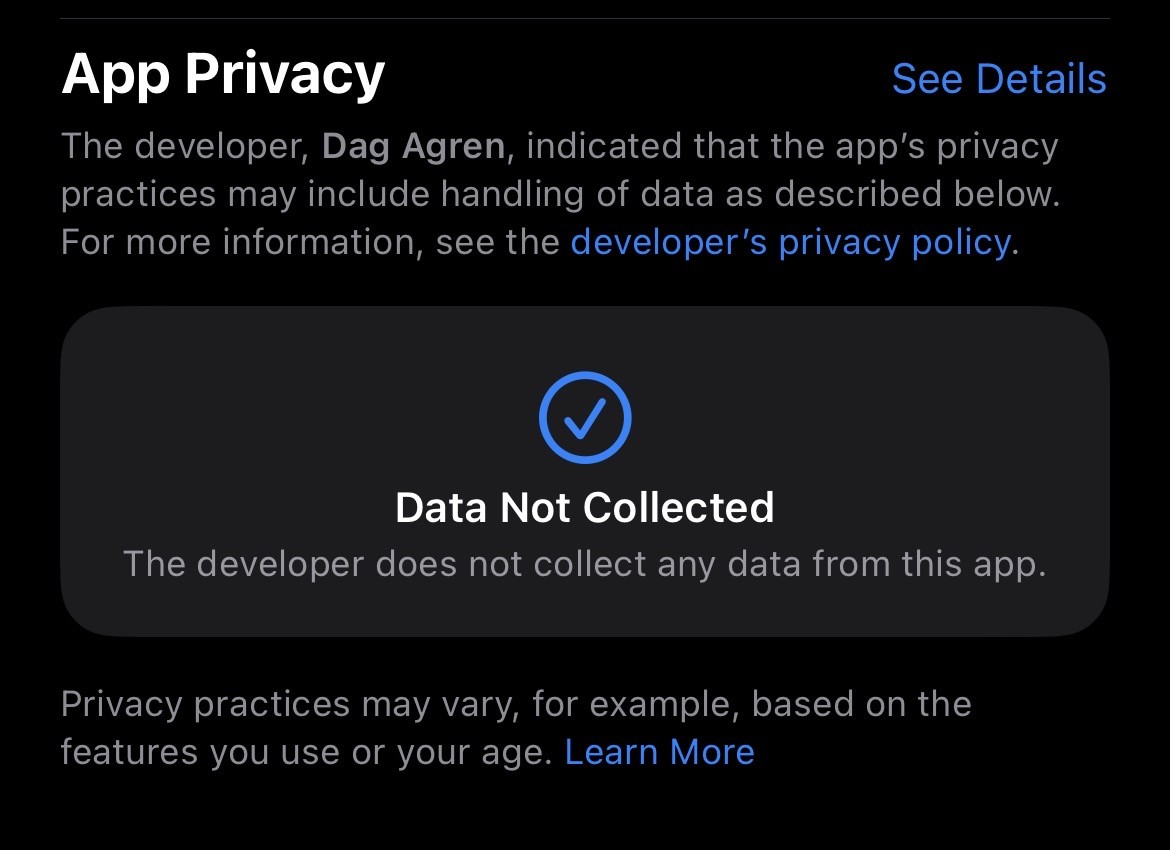 App Privacy
See Details
The developer, Dag Agren, indicated that the app’s privacy
practices may include handling of data as described below.
For more information, see the developer’s privacy policy.
Data Not Collected
The developer does not collect any data from this app.
Privacy practices may vary, for example, based on the
features you use or your age. Learn More